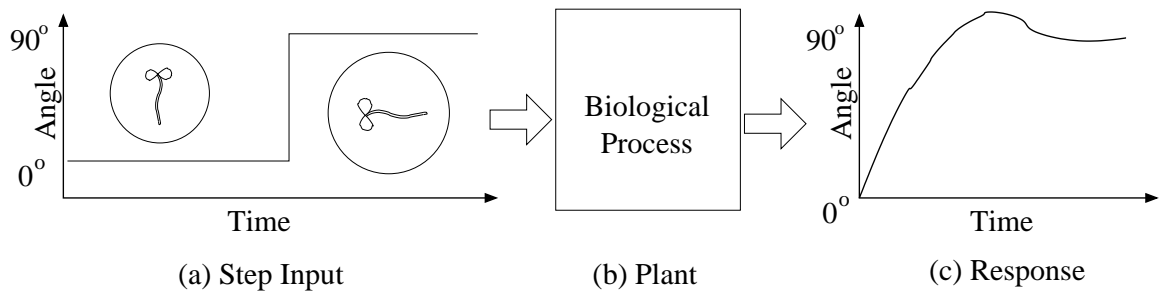 90°
Angle
0°
Time
(a) Step Input
Biological
Process
(b) Plant
90°
Angle
0°
Time
(c) Response